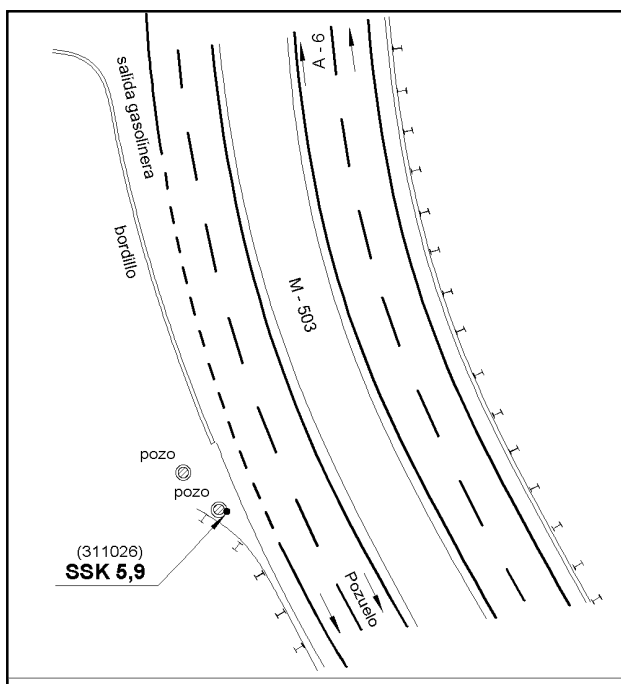 salida gasolinera
A - 6
bordillo
M - 503
pozo
pozo
(311026)
SSK 5,9
Pozuelo